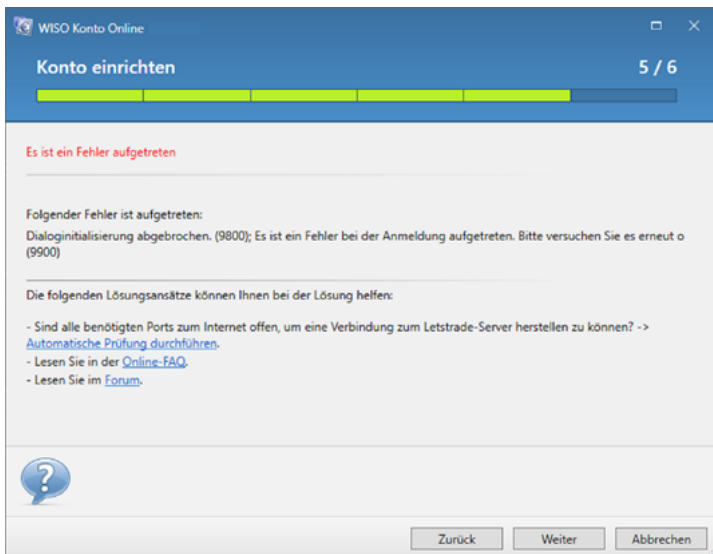 WISO Konto Online
Konto einrichten
5 / 6
Es ist ein Fehler aufgetreten
Folgender Fehler ist aufgetreten:
Dialoginitialisierung abgebrochen. (9800); Es ist ein Fehler bei der Anmeldung aufgetreten. Bitte versuchen Sie es erneut o
(9900)
Die folgenden Lösungsansätze können Ihnen bei der Lösung helfen:
- Sind alle benötigten Ports zum Internet offen, um eine Verbindung zum Letstrade-Server herstellen zu können? ->
Automatische Prüfung durchführen.
- Lesen Sie in der Online-FAQ.
- Lesen Sie im Forum.
Zurück
Weiter
Abbrechen